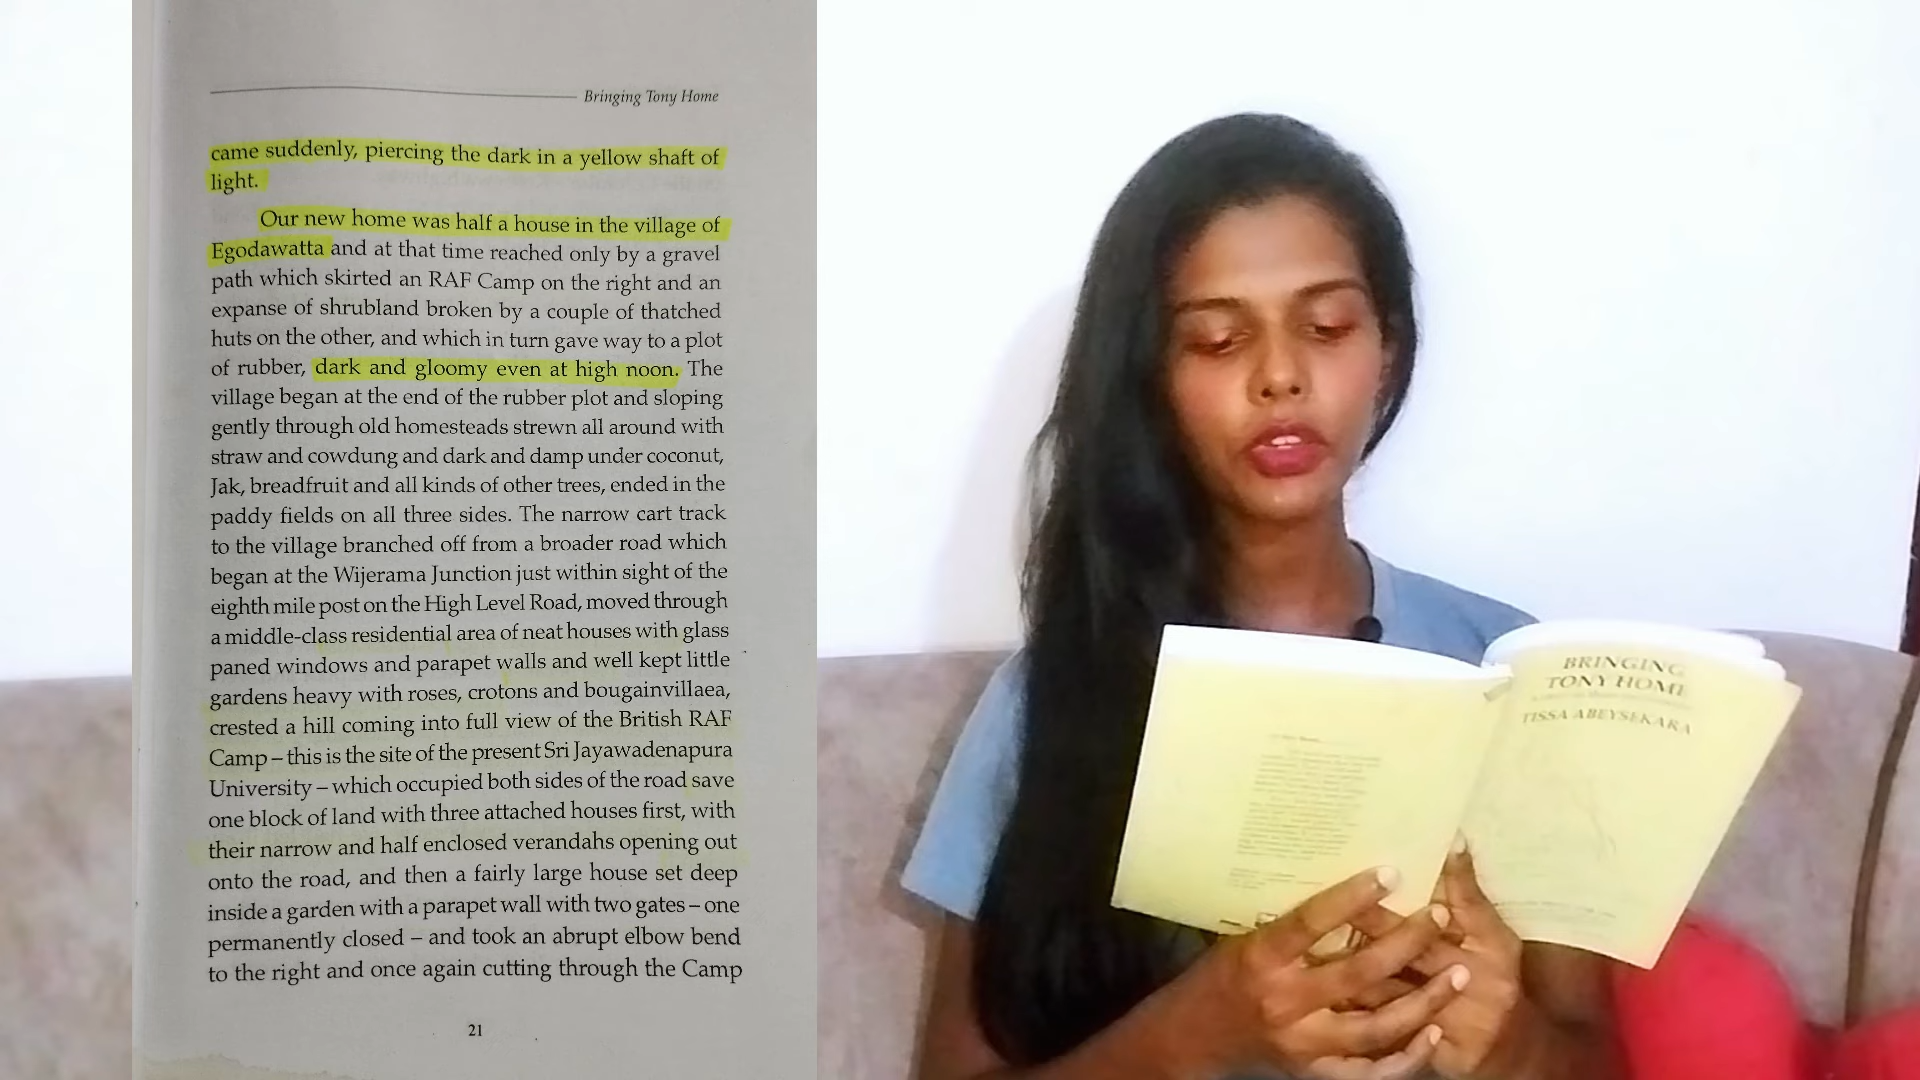 Bringing Tony Home
came suddenly, piercing the dark in a yellow shaft of
light.
Our new home was half a house in the village of
Egodawatta and at that time reached only by a gravel
path which skirted an RAF Camp on the right and an
expanse of shrubland broken by a couple of thatched
huts on the other, and which in turn gave way to a plot
of rubber, dark and gloomy even at high noon. The
village began at the end of the rubber plot and sloping
gently through old homesteads strewn all around with
straw and cowdung and dark and damp under coconut,
Jak, breadfruit and all kinds of other trees, ended in the
paddy fields on all three sides. The narrow cart track
to the village branched off from a broader road which
began at the Wijerama Junction just within sight of the
eighth mile post on the High Level Road, moved through
a middle-class residential area of neat houses with glass
paned windows and parapet walls and well kept little
gardens heavy with roses, crotons and bougainvillaea,
crested a hill coming into full view of the British RAF
Camp – this is the site of the present Sri Jayawadenapura
University – which occupied both sides of the road save
one block of land with three attached houses first, with
their narrow and half enclosed verandahs opening out
onto the road, and then a fairly large house set deep
inside a garden with a parapet wall with two gates – one
permanently closed – and took an abrupt elbow bend
to the right and once again cutting through the Camp
21
BRINGING
TONY HOME
TISSA ABEYSEKARA